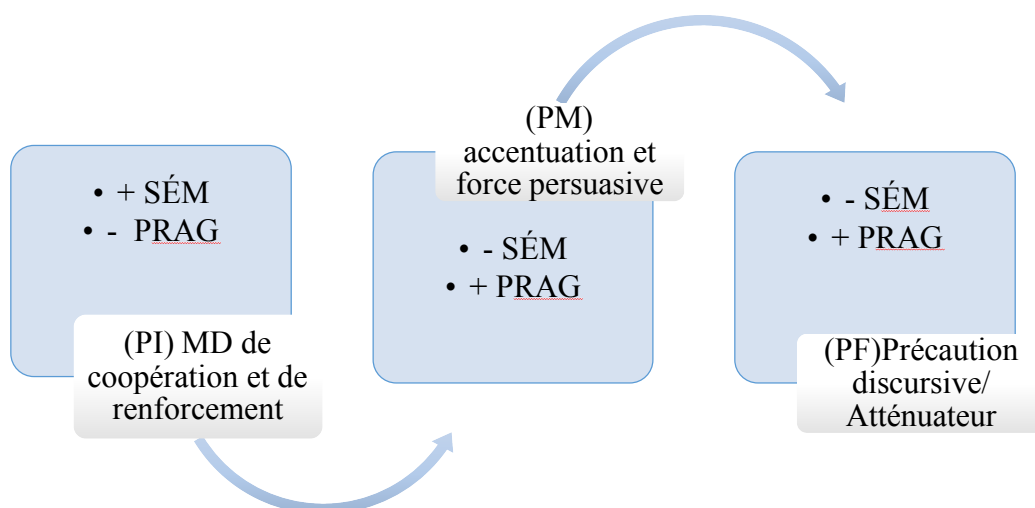 • + SÉM
• - PRAG
(PI) MD de
coopération et de
renforcement
(PM)
accentuation et
force persuasive
• - SÉM
• + PRAG
• - SÉM
• + PRAG
(PF)Précaution
discursive/
Atténuateur